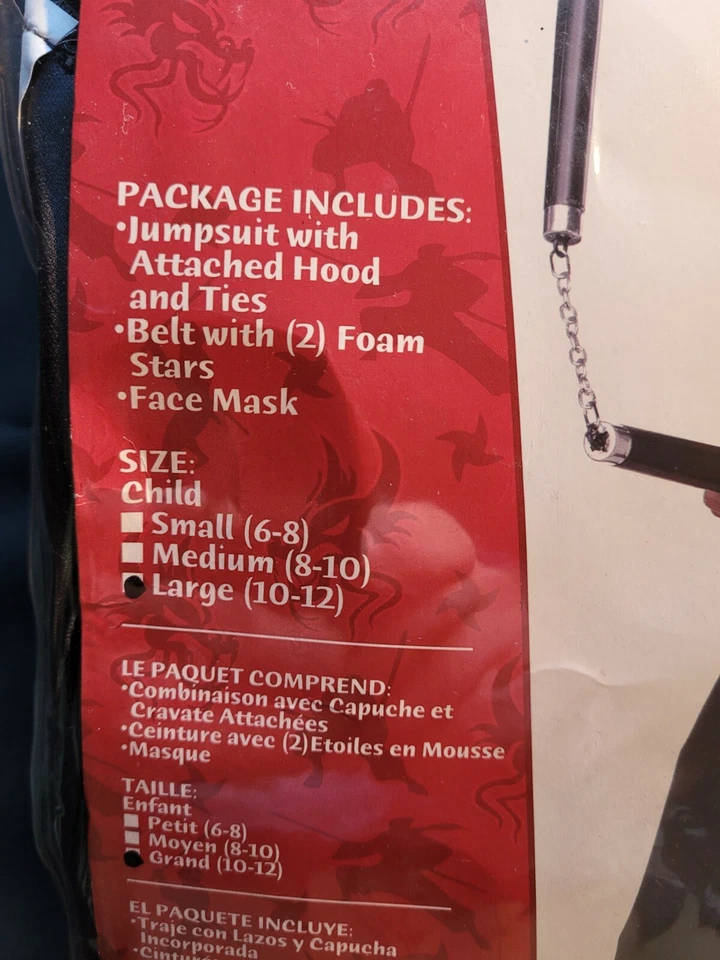 PACKAGE INCLUDES:
•Jumpsuit with
Attached Hood
and Ties
•Belt with (2) Foam
Stars
•Face Mask
SIZE:
Child
Small (6-8)
Medium (8-10)
Large (10-12)
LE PAQUET COMPREND:
•Combinaison avec Capuche et
Cravate Attachées
•Ceinture avec (2)Etoiles en Mousse
•Masque
TAILLE:
Enfant
Petit (6-8)
Moyen (8-10)
Grand (10-12)
EL PAQUETE INCLUYE:
•Traje con Lazos y Capucha
Incorporada